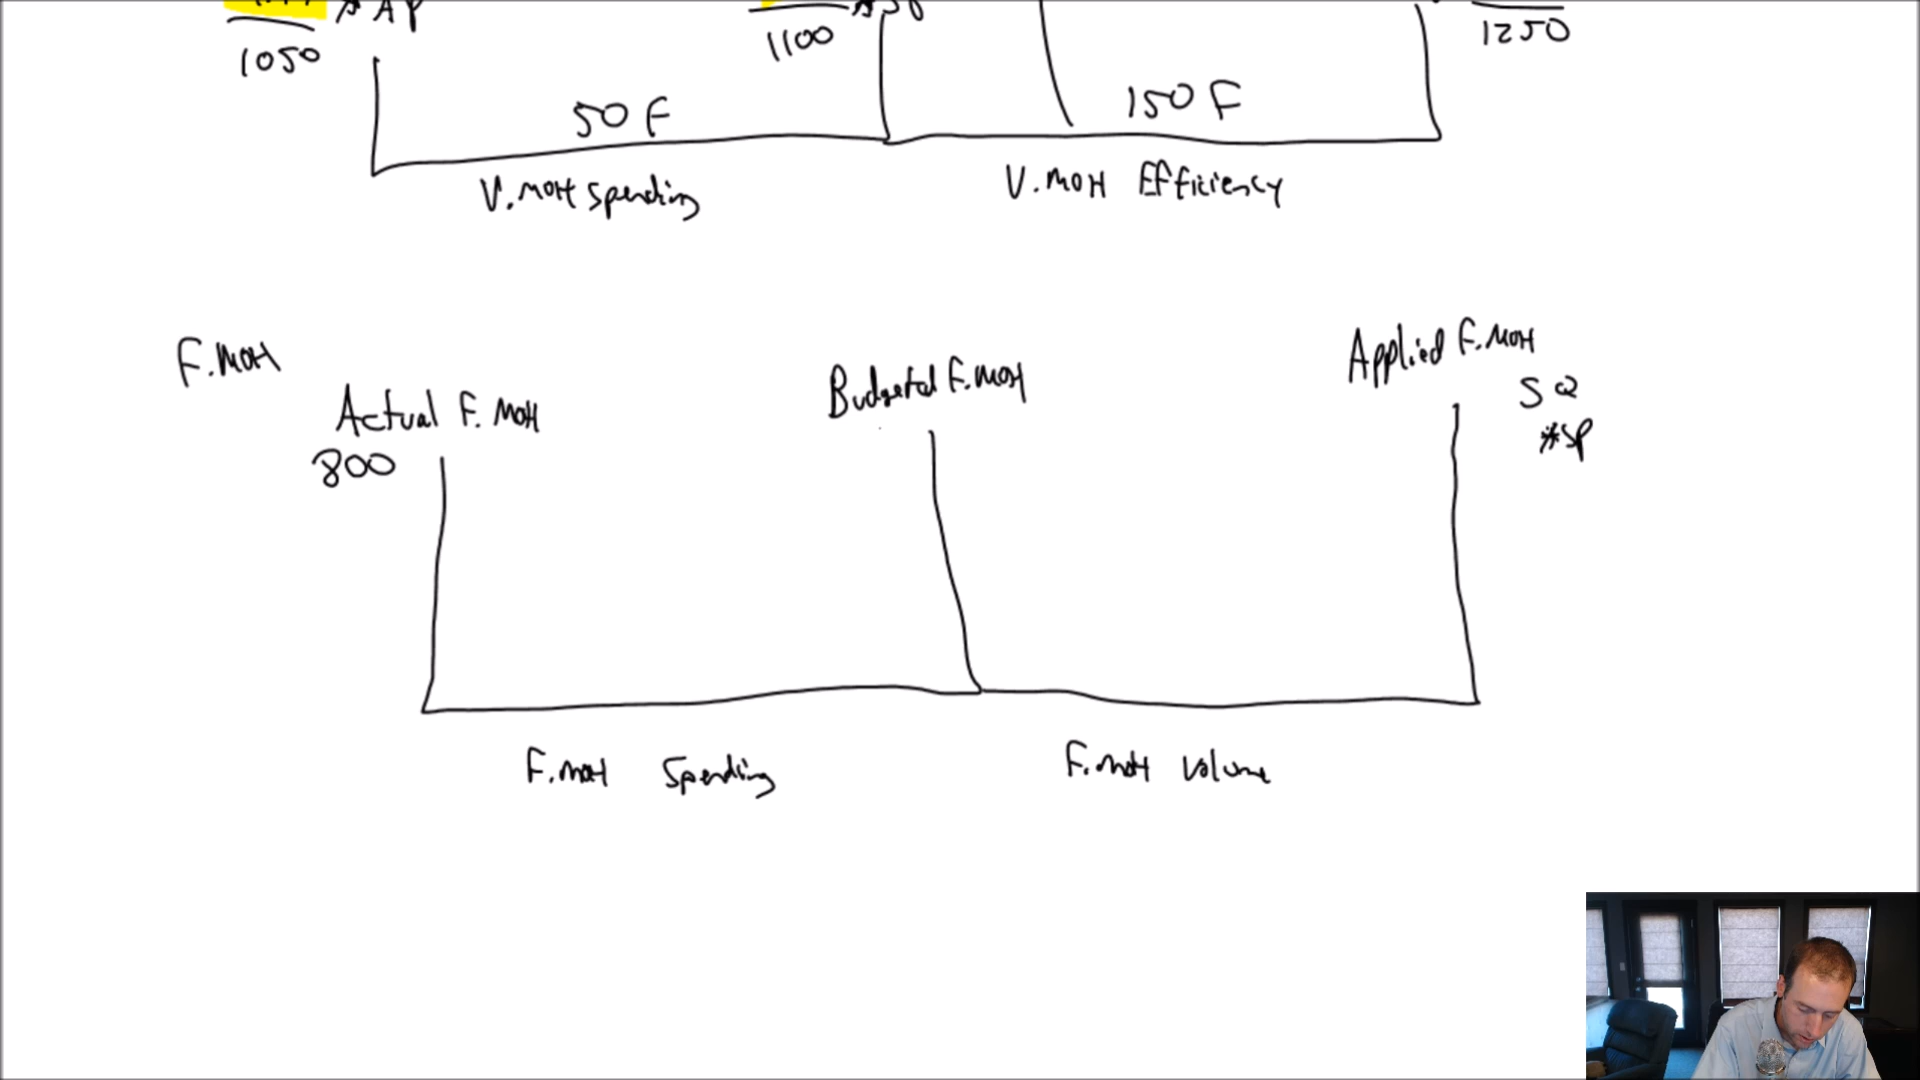 * AP
1050
1100
1250
50 F
150 F
V.MOH Spending
V.MOH Efficiency
F.MOH
Actual F. MOH
800
Budgeted F.MOH
Applied F.MOH
SQ
*SP
F.MOH Spending
F.MOH Volume